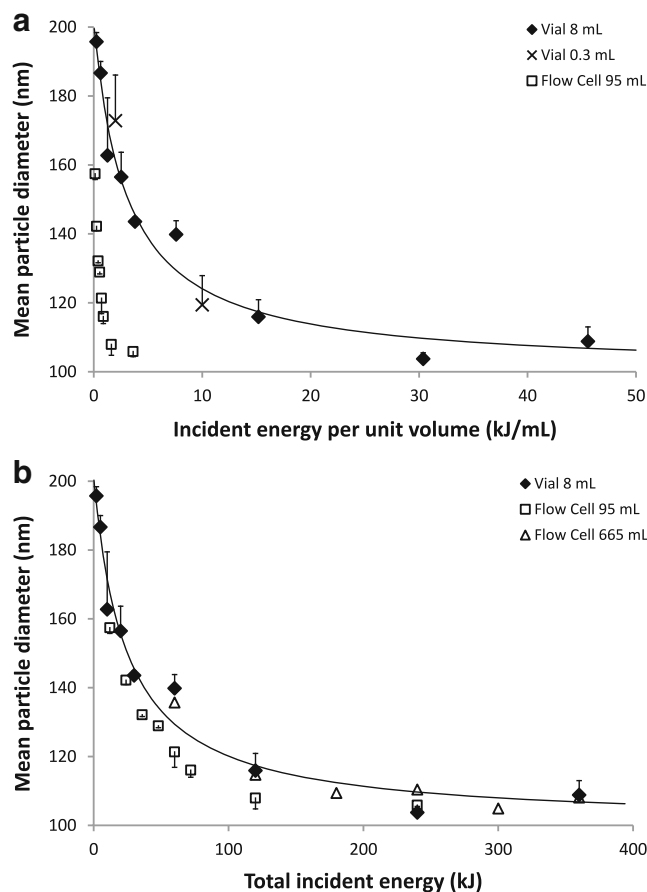 a
Mean particle diameter (nm)
200
180
160
140
120
100
0
10
20
30
40
50
Incident energy per unit volume (kJ/mL)
Vial 8 mL
Vial 0.3 mL
Flow Cell 95 mL
b
Mean particle diameter (nm)
200
180
160
140
120
100
0
100
200
300
400
Total incident energy (kJ)
Vial 8 mL
Flow Cell 95 mL
Flow Cell 665 mL